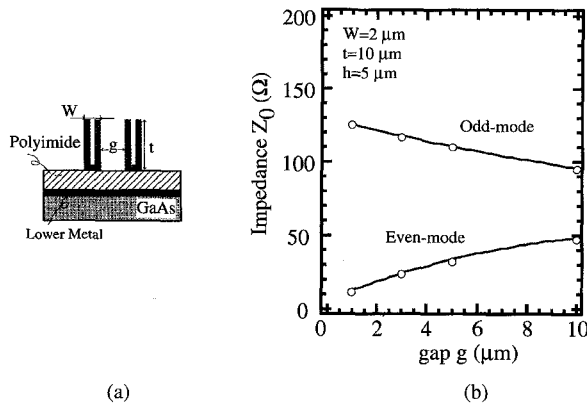 W
g
t
Polyimide
GaAs
Lower Metal
(a)
200
150
100
50
0
Impedance Z0 (Ω)
W=2 μm
t=10 μm
h=5 μm
Odd-mode
Even-mode
0 2 4 6 8 10
gap g (μm)
(b)